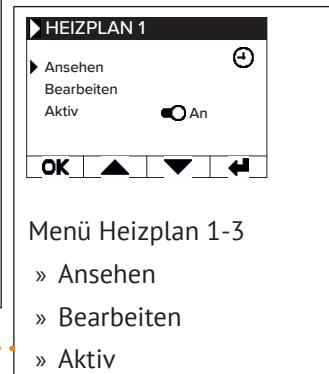 HEIZPLAN 1
Ansehen
Bearbeiten
Aktiv An
OK
Menü Heizplan 1-3
» Ansehen
» Bearbeiten
» Aktiv